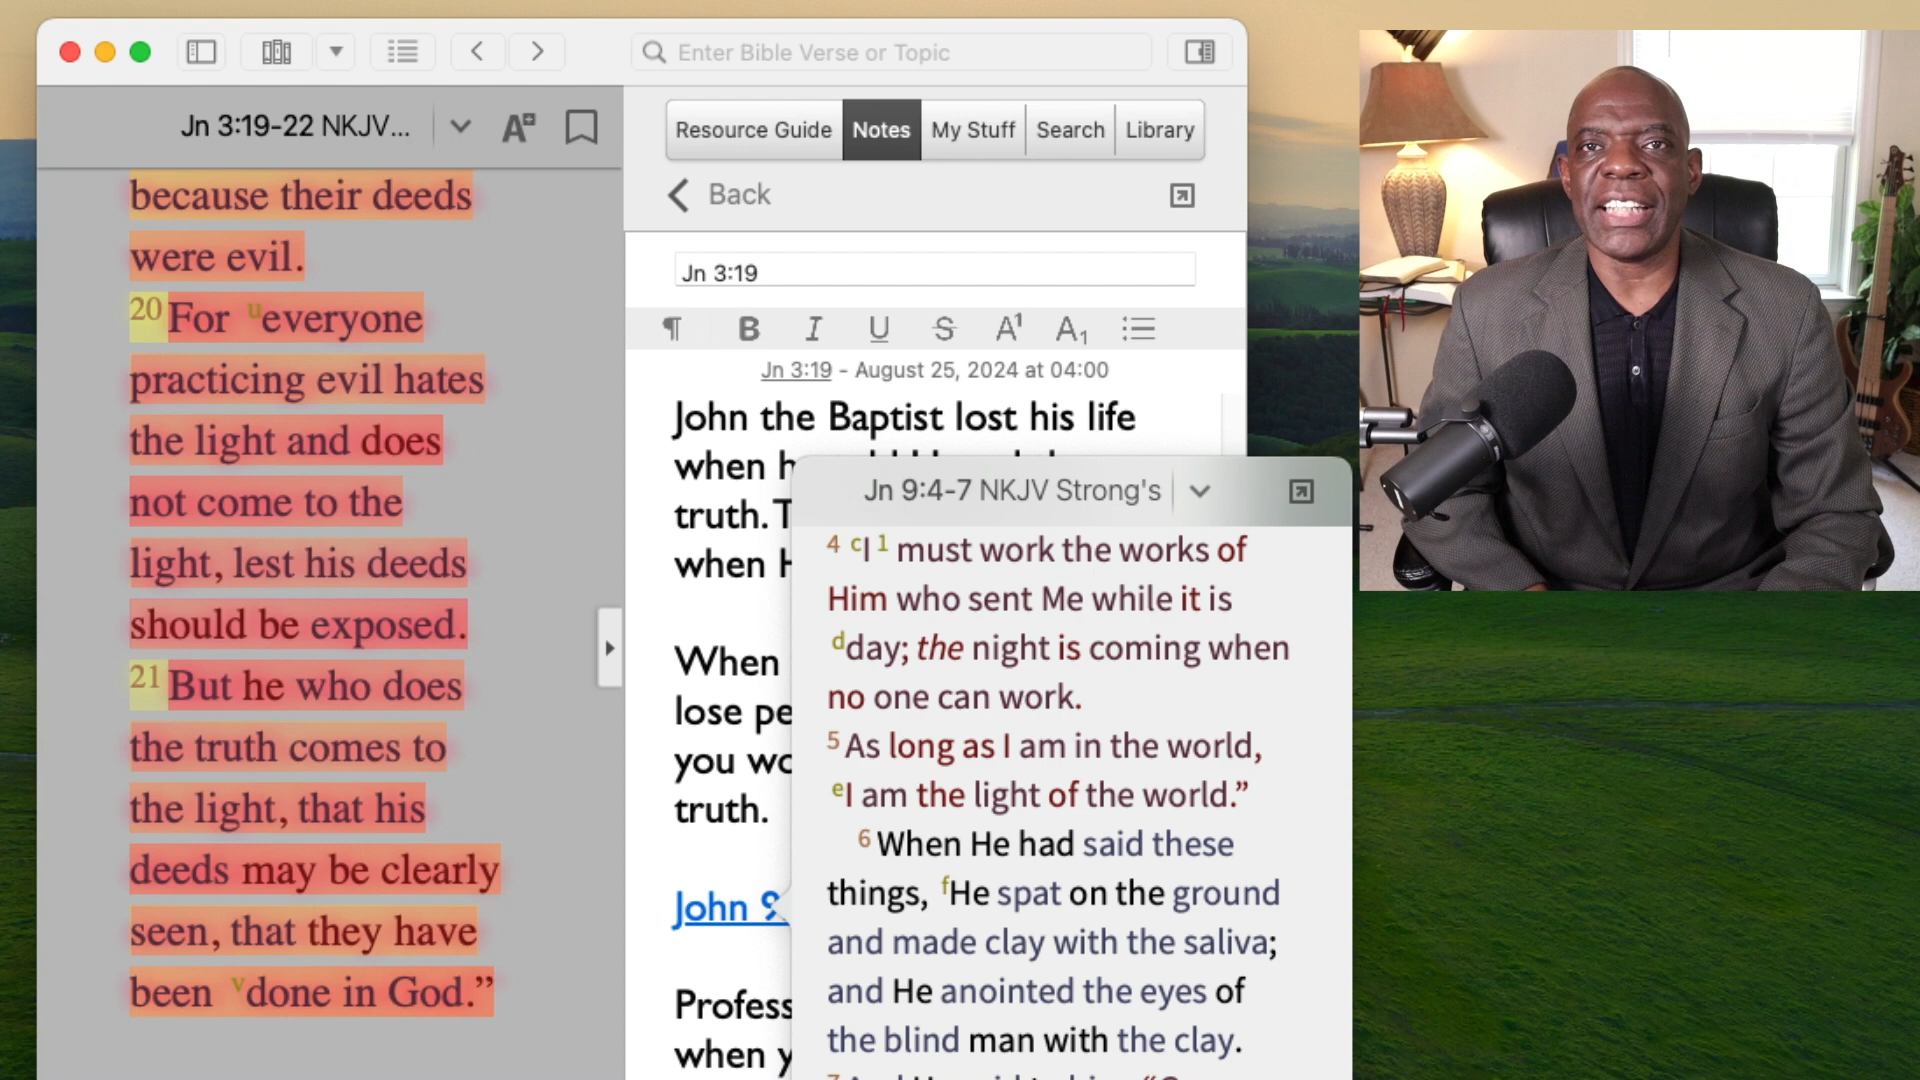 Enter Bible Verse or Topic
Jn 3:19-22 NKJV...
because their deeds
were evil.
20 For u everyone
practicing evil hates
the light and does
not come to the
light, lest his deeds
should be exposed.
21 But he who does
the truth comes to
the light, that his
deeds may be clearly
seen, that they have
been v done in God.”
Resource Guide Notes My Stuff Search Library
Back
Jn 3:19
B I U S A1 A1
Jn 3:19 - August 25, 2024 at 04:00
John the Baptist lost his life
when
truth.
when
When
lose
you
truth.
John 9
when
Jn 9:4-7 NKJV Strong's
4 c I 1 must work the works of
Him who sent Me while it is
d day; the night is coming when
no one can work.
5 As long as I am in the world,
e I am the light of the world.”
6 When He had said these
things, f He spat on the ground
and made clay with the saliva;
and He anointed the eyes of
the blind man with the clay.